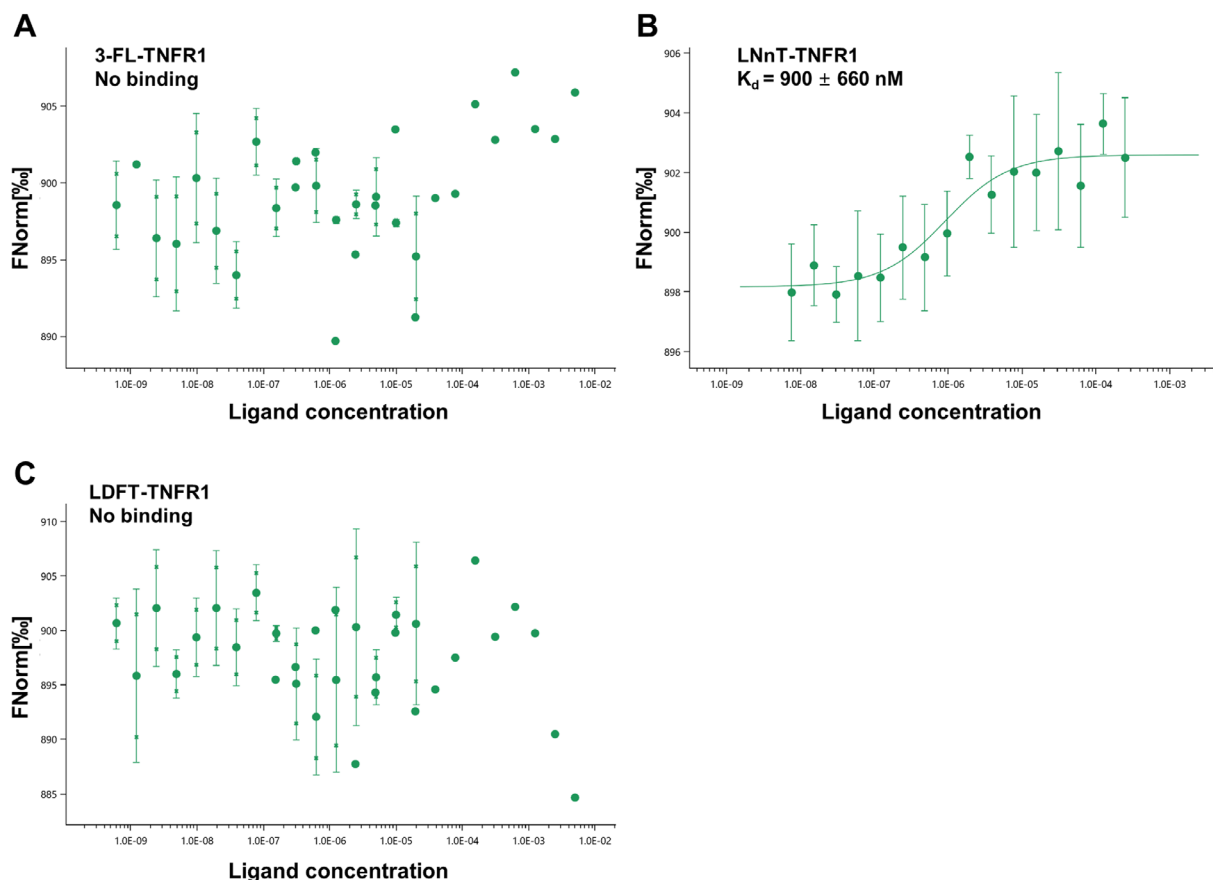 A
3-FL-TNFR1
No binding
FNorm[‰]
905
900
895
890
1.0E-09 1.0E-08 1.0E-07 1.0E-06 1.0E-05 1.0E-04 1.0E-03 1.0E-02
Ligand concentration
B
LNnT-TNFR1
Kd = 900 ± 660 nM
FNorm[‰]
906
904
902
900
898
896
1.0E-09 1.0E-08 1.0E-07 1.0E-06 1.0E-05 1.0E-04 1.0E-03
Ligand concentration
C
LDFT-TNFR1
No binding
FNorm[‰]
910
905
900
895
890
885
1.0E-09 1.0E-08 1.0E-07 1.0E-06 1.0E-05 1.0E-04 1.0E-03 1.0E-02
Ligand concentration